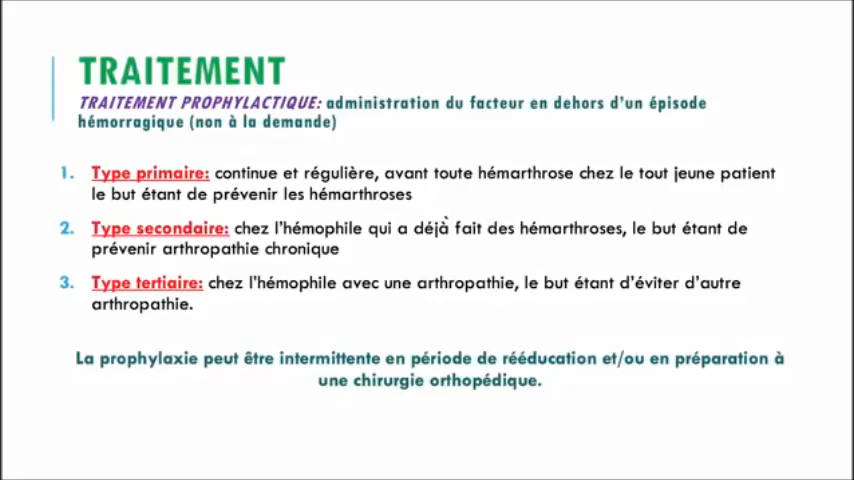 TRAITEMENT
TRAITEMENT PROPHYLACTIQUE: administration du facteur en dehors d'un épisode
hémorragique (non à la demande)
1. Type primaire: continue et régulière, avant toute hémarthrose chez le tout jeune patient
le but étant de prévenir les hémarthroses
2. Type secondaire: chez l'hémophile qui a déjà fait des hémarthroses, le but étant de
prévenir arthropathie chronique
3. Type tertiaire: chez l'hémophile avec une arthropathie, le but étant d'éviter d'autre
arthropathie.
La prophylaxie peut être intermittente en période de rééducation et/ou en préparation à
une chirurgie orthopédique.